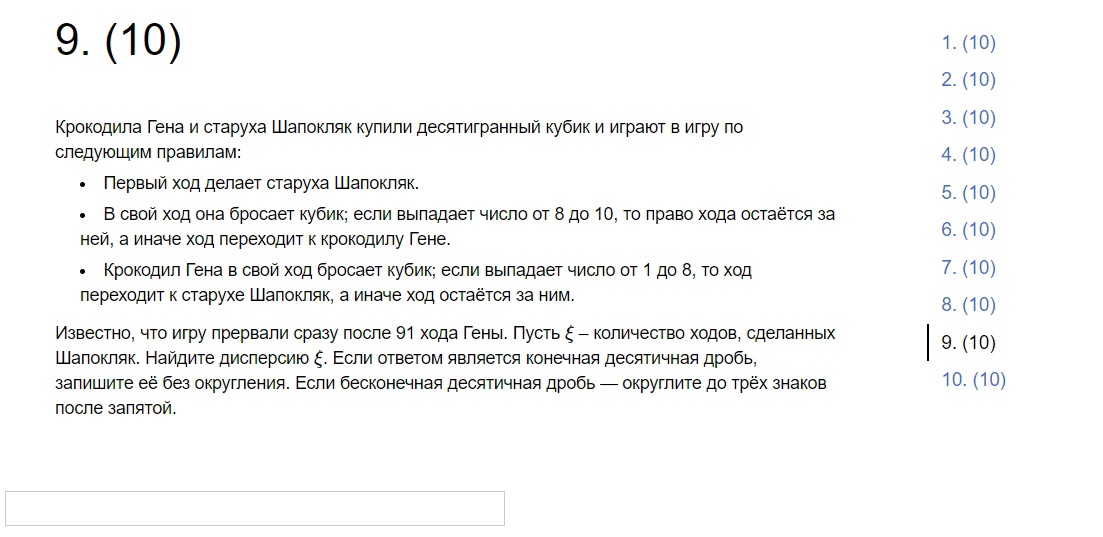 9. (10)
Крокодила Гена и старуха Шапокляк купили десятигранный кубик и играют в игру по
следующим правилам:
• Первый ход делает старуха Шапокляк.
• В свой ход она бросает кубик; если выпадает число от 8 до 10, то право хода остаётся за
ней, а иначе ход переходит к крокодилу Гене.
• Крокодил Гена в свой ход бросает кубик; если выпадает число от 1 до 8, то ход
переходит к старухе Шапокляк, а иначе ход остаётся за ним.
Известно, что игру прервали сразу после 91 хода Гены. Пусть ξ – количество ходов, сделанных
Шапокляк. Найдите дисперсию ξ. Если ответом является конечная десятичная дробь,
запишите её без округления. Если бесконечная десятичная дробь — округлите до трёх знаков
после запятой.
1. (10)
2. (10)
3. (10)
4. (10)
5. (10)
6. (10)
7. (10)
8. (10)
9. (10)
10. (10)